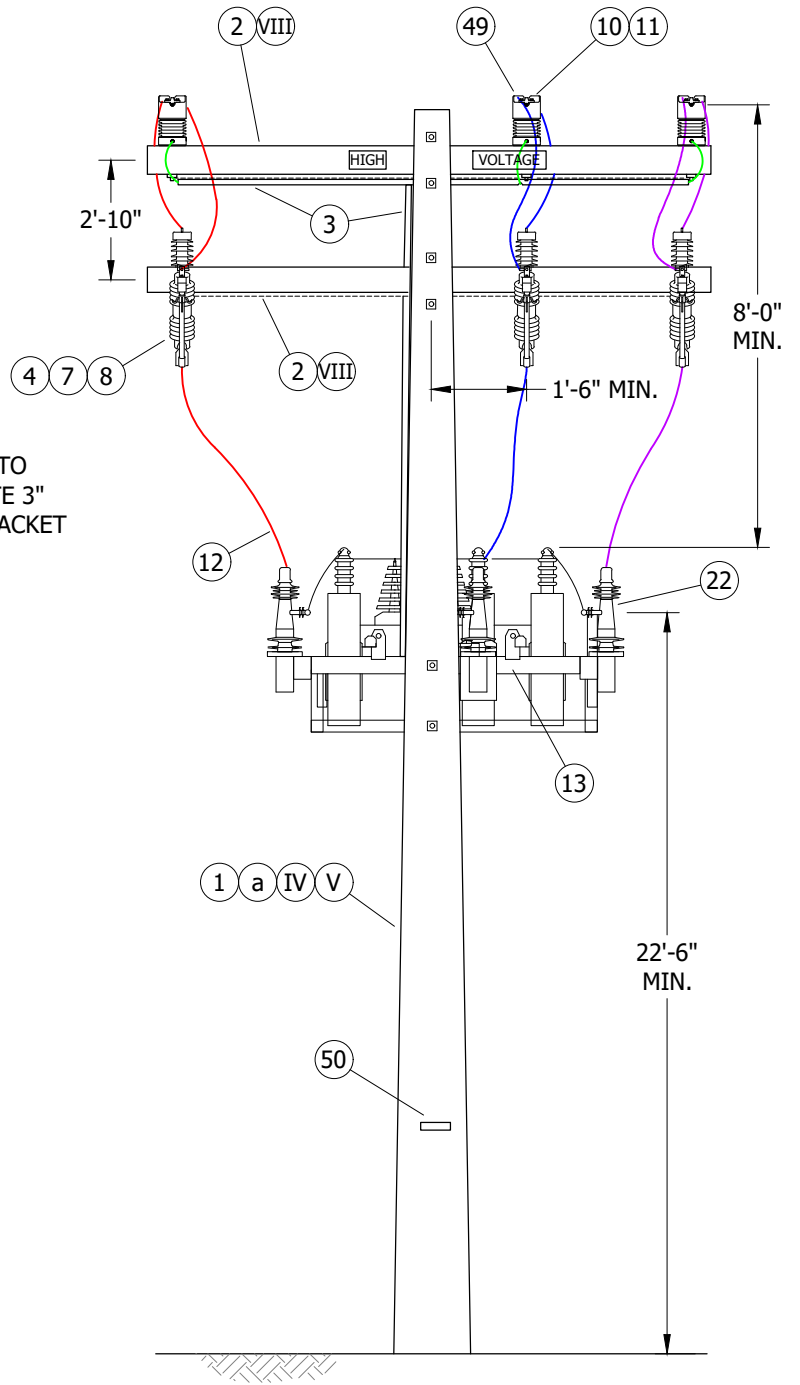 2 VIII
49
10 11
HIGH
VOLTAGE
2'-10"
3
8'-0"
MIN.
4 7 8
2 VIII
1'-6" MIN.
TO
TE 3"
ACKET
12
22
13
1 a IV V
22'-6"
MIN.
50